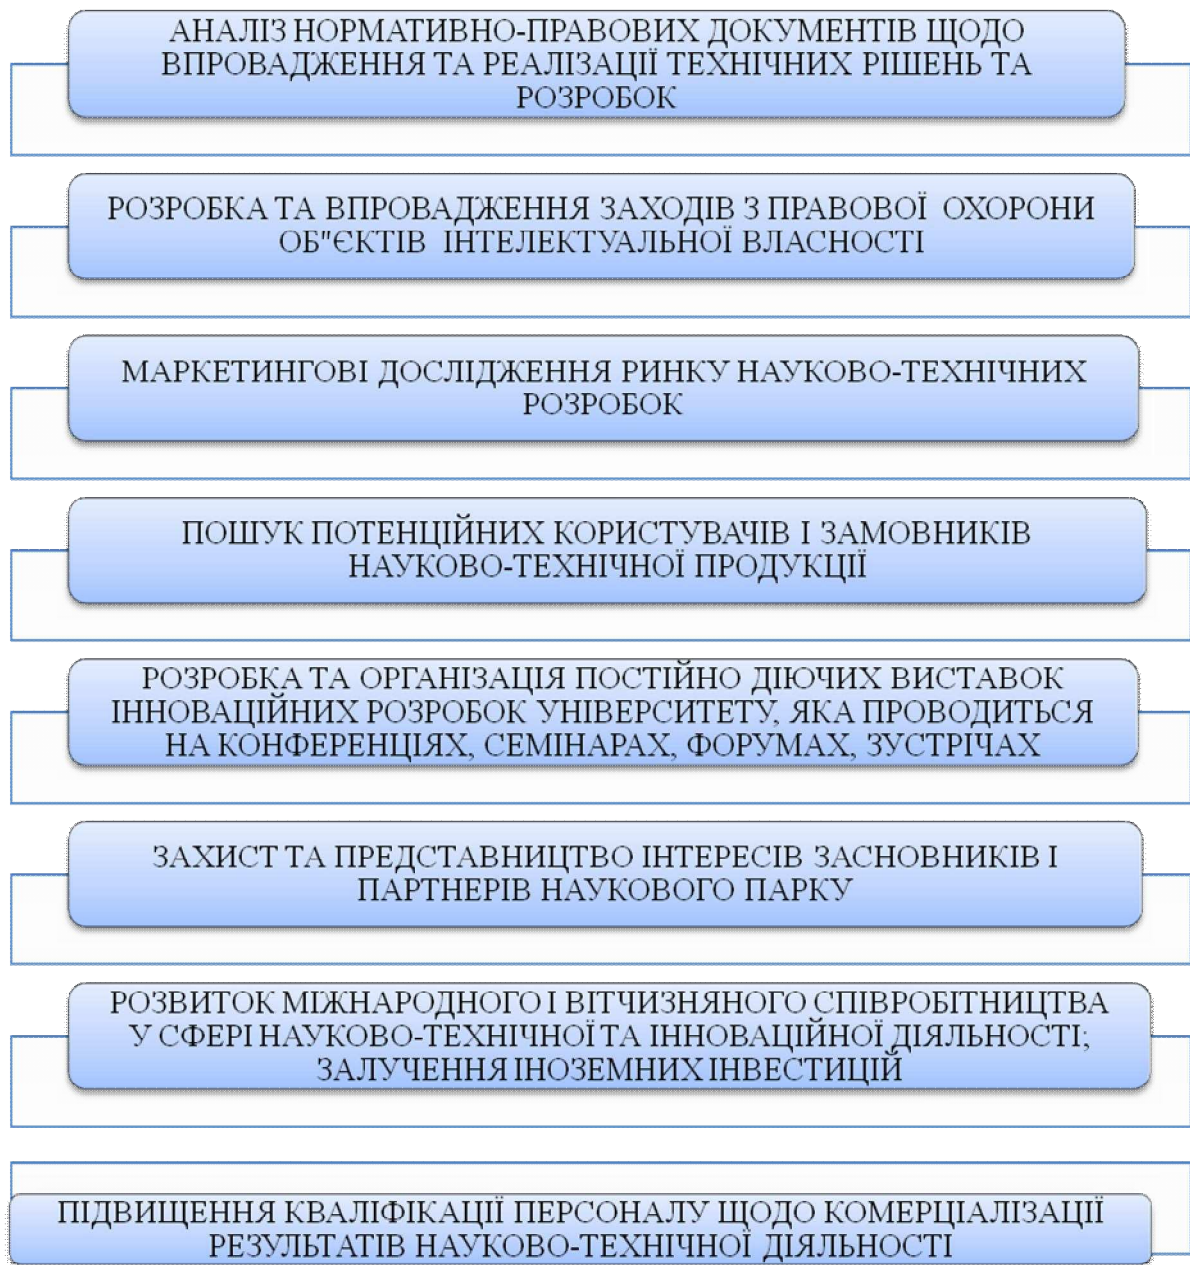 АНАЛІЗ НОРМАТИВНО-ПРАВОВИХ ДОКУМЕНТІВ ЩОДО
ВПРОВАДЖЕННЯ ТА РЕАЛІЗАЦІЇ ТЕХНІЧНИХ РІШЕНЬ ТА
РОЗРОБОК
РОЗРОБКА ТА ВПРОВАДЖЕННЯ ЗАХОДІВ З ПРАВОВОЇ ОХОРОНИ
ОБ"ЄКТІВ ІНТЕЛЕКТУАЛЬНОЇ ВЛАСНОСТІ
МАРКЕТИНГОВІ ДОСЛІДЖЕННЯ РИНКУ НАУКОВО-ТЕХНІЧНИХ
РОЗРОБОК
ПОШУК ПОТЕНЦІЙНИХ КОРИСТУВАЧІВ І ЗАМОВНИКІВ
НАУКОВО-ТЕХНІЧНОЇ ПРОДУКЦІЇ
РОЗРОБКА ТА ОРГАНІЗАЦІЯ ПОСТІЙНО ДІЮЧИХ ВИСТАВОК
ІННОВАЦІЙНИХ РОЗРОБОК УНІВЕРСИТЕТУ, ЯКА ПРОВОДИТЬСЯ
НА КОНФЕРЕНЦІЯХ, СЕМІНАРАХ, ФОРУМАХ, ЗУСТРІЧАХ
ЗАХИСТ ТА ПРЕДСТАВНИЦТВО ІНТЕРЕСІВ ЗАСНОВНИКІВ І
ПАРТНЕРІВ НАУКОВОГО ПАРКУ
РОЗВИТОК МІЖНАРОДНОГО І ВІТЧИЗНЯНОГО СПІВРОБІТНИЦТВА
У СФЕРІ НАУКОВО-ТЕХНІЧНОЇ ТА ІННОВАЦІЙНОЇ ДІЯЛЬНОСТІ;
ЗАЛУЧЕННЯ ІНОЗЕМНИХ ІНВЕСТИЦІЙ
ПІДВИЩЕННЯ КВАЛІФІКАЦІЇ ПЕРСОНАЛУ ЩОДО КОМЕРЦІАЛІЗАЦІЇ
РЕЗУЛЬТАТІВ НАУКОВО-ТЕХНІЧНОЇ ДІЯЛЬНОСТІ